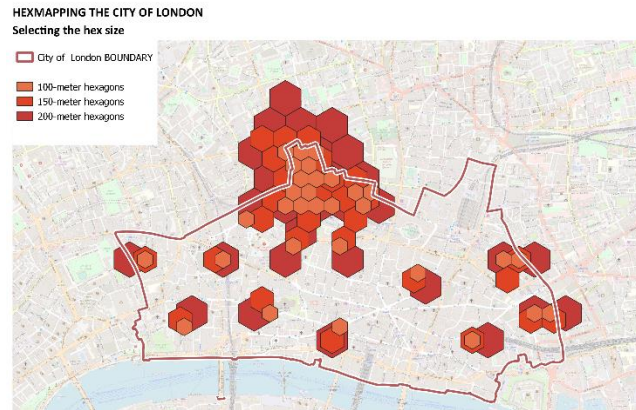 HEXMAPPING THE CITY OF LONDON
Selecting the hex size
City of London BOUNDARY
100-meter hexagons
150-meter hexagons
200-meter hexagons